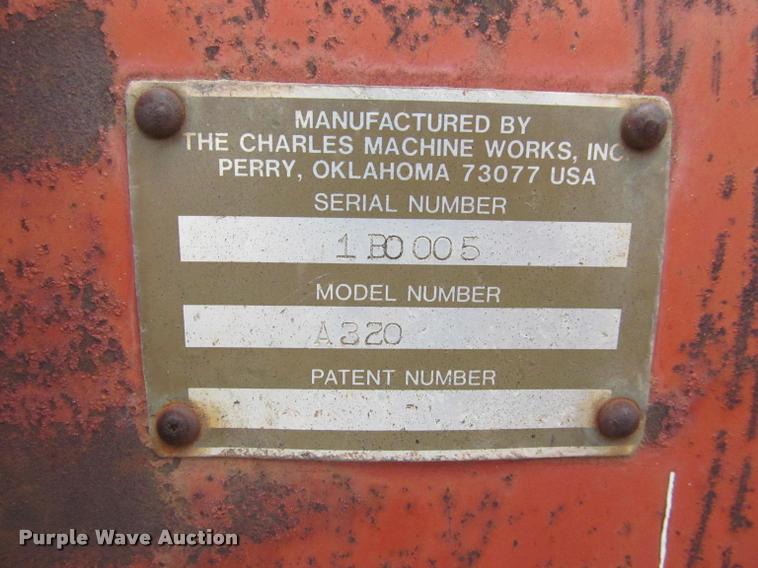 MANUFACTURED BY
THE CHARLES MACHINE WORKS, INC.
PERRY, OKLAHOMA 73077 USA
SERIAL NUMBER
1B0005
MODEL NUMBER
A320
PATENT NUMBER
Purple Wave Auction®